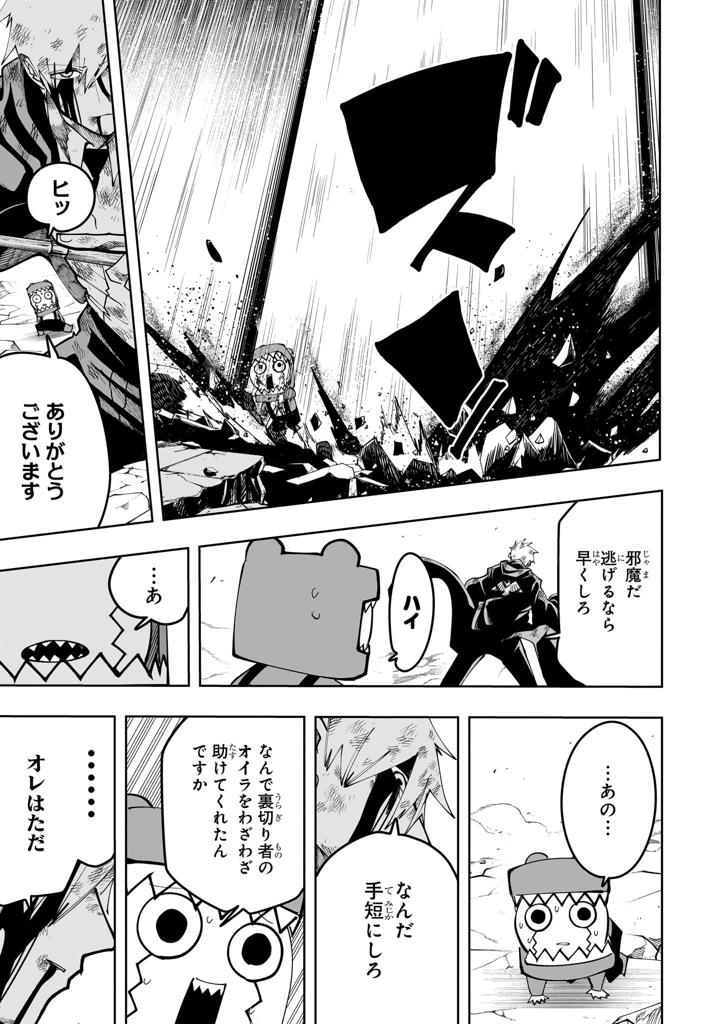 ズ
ヒッ
ありがとう
ございます
邪魔だ
逃げるなら
早くしろ
ハイ
…あ
…あの…
なんだ
手短にしろ
なんで裏切り者の
オイラをわざわざ
助けてくれたん
ですか
・・・・・・
オレはただ